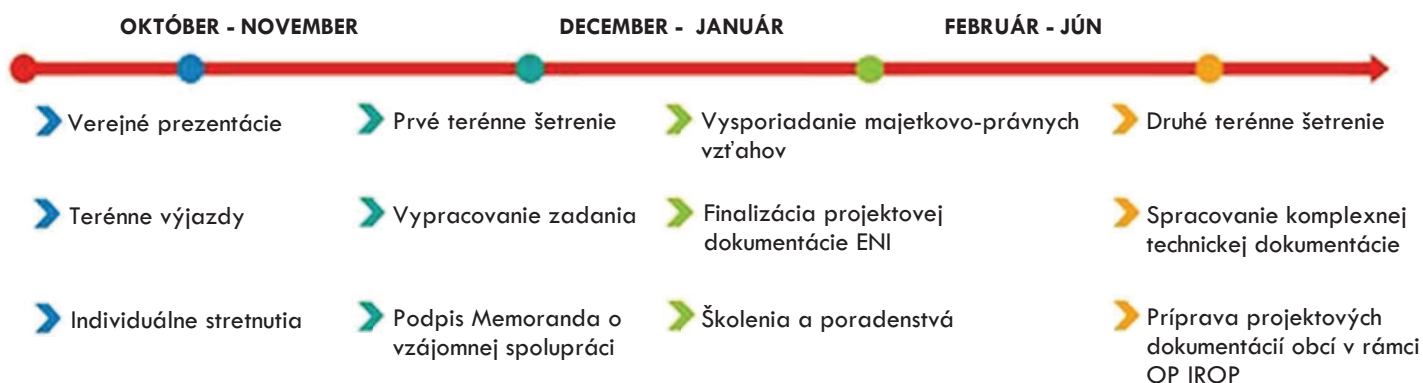 OKTÓBER - NOVEMBER
DECEMBER - JANUÁR
FEBRUÁR - JÚN
Verejné prezentácie
Terénne výjazdy
Individuálne stretnutia
Prvé terénne šetrenie
Vypracovanie zadania
Podpis Memoranda o
vzájomnej spolupráci
Vysporiadanie majetkovo-právnych
vzťahov
Finalizácia projektovej
dokumentácie ENI
Školenia a poradenstvá
Druhé terénne šetrenie
Spracovanie komplexnej
technickej dokumentácie
Príprava projektových
dokumentácií obcí v rámci
OP IROP